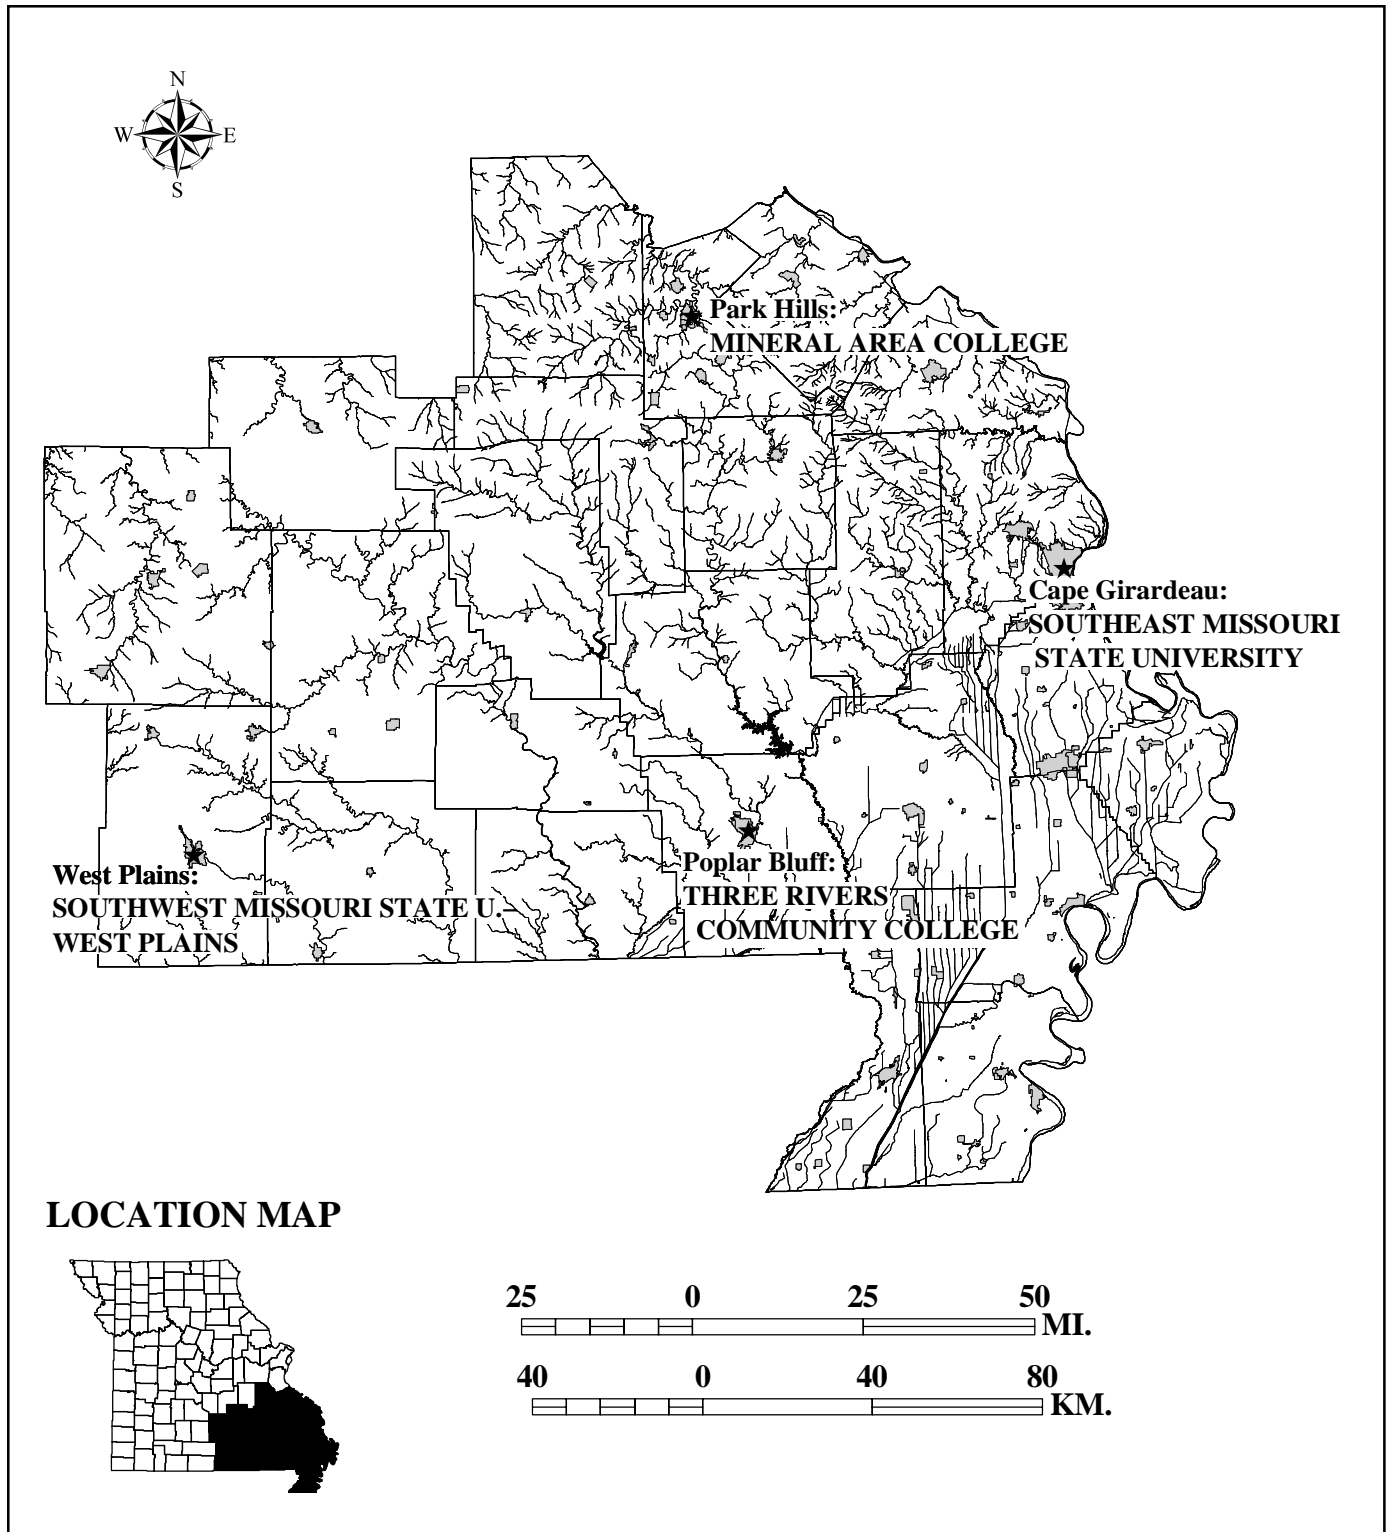 N
W E
S
Park Hills:
MINERAL AREA COLLEGE
Cape Girardeau:
SOUTHEAST MISSOURI
STATE UNIVERSITY
Poplar Bluff:
THREE RIVERS
COMMUNITY COLLEGE
West Plains:
SOUTHWEST MISSOURI STATE U.–
WEST PLAINS
LOCATION MAP
25 0 25 50
MI.
40 0 40 80
KM.